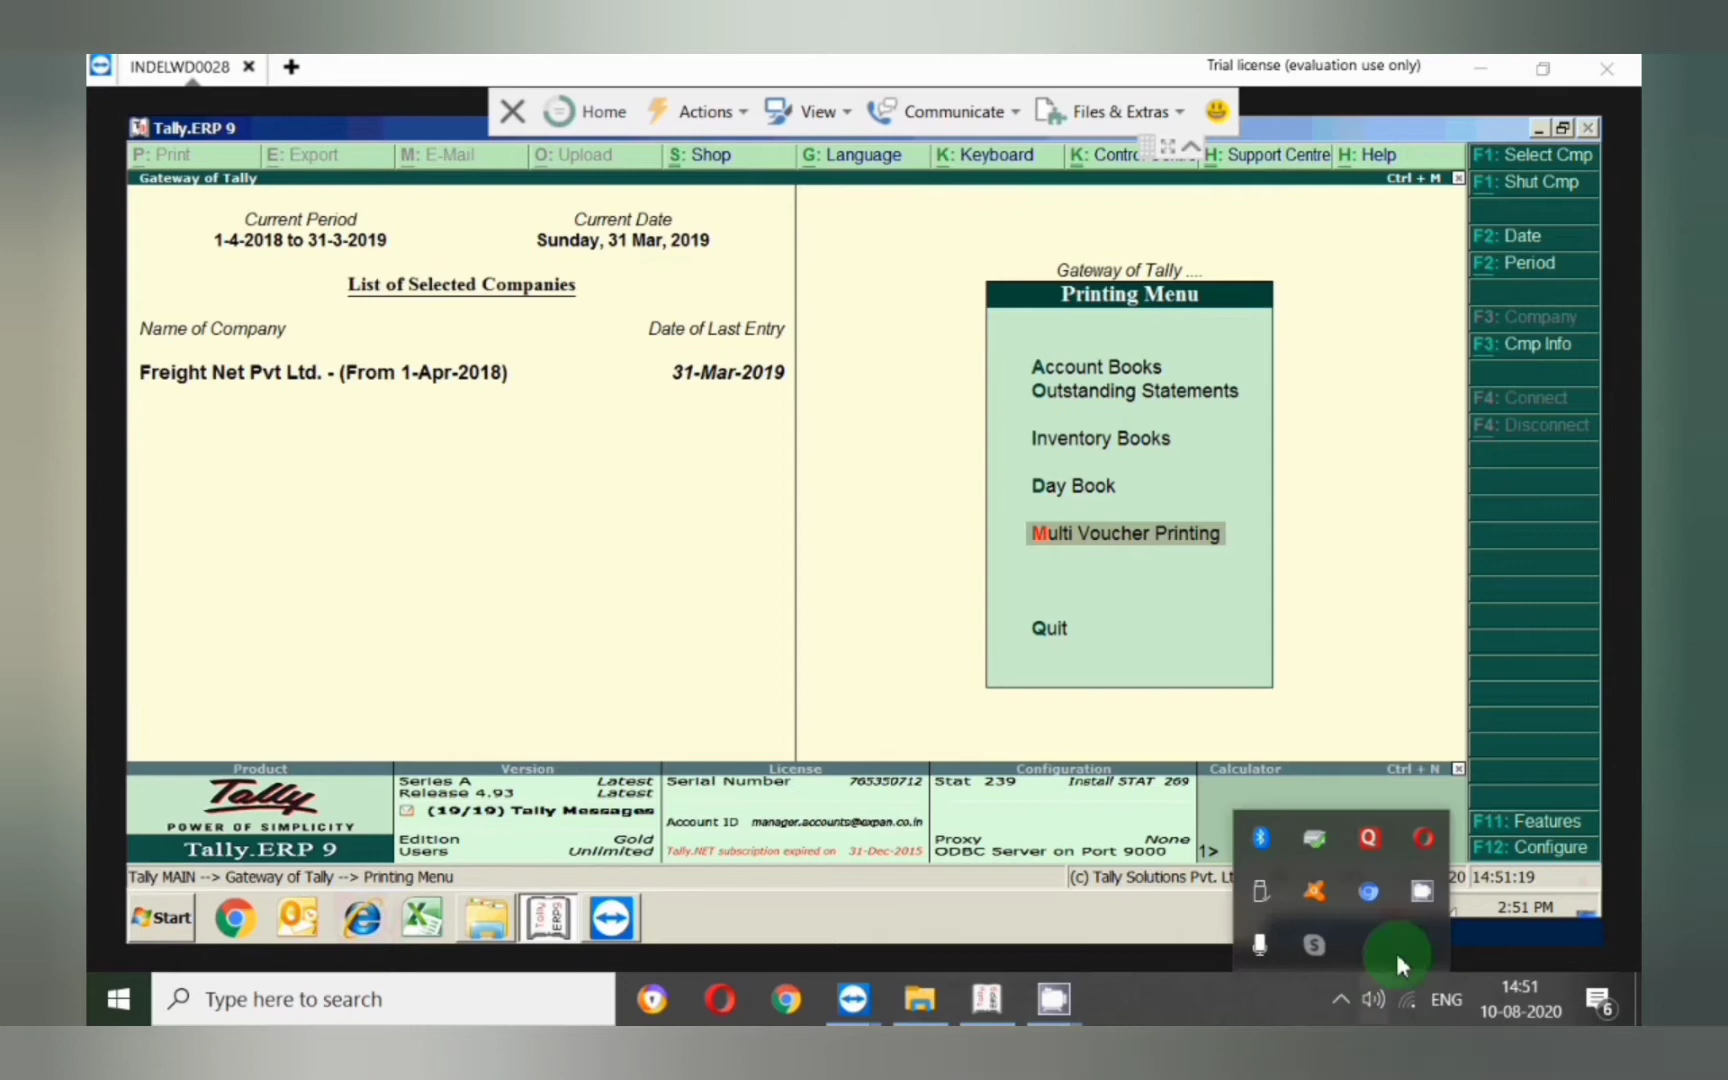 INDELWD0028
Trial license (evaluation use only)
Home Actions View Communicate Files & Extras
Tally.ERP 9
P: Print E: Export M: E-Mail O: Upload S: Shop G: Language K: Keyboard K: H: Support Centre H: Help
Gateway of Tally Ctrl + M
Current Period Current Date
1-4-2018 to 31-3-2019 Sunday, 31 Mar, 2019
List of Selected Companies
Name of Company Date of Last Entry
Freight Net Pvt Ltd. - (From 1-Apr-2018) 31-Mar-2019
Gateway of Tally ....
Printing Menu
Account Books
Outstanding Statements
Inventory Books
Day Book
Multi Voucher Printing
Quit
F1: Select Cmp
F1: Shut Cmp
F2: Date
F2: Period
F3: Company
F3: Cmp Info
F4: Connect
F4: Disconnect
F11: Features
F12: Configure
Product Version License Configuration Calculator Ctrl + N
Tally
POWER OF SIMPLICITY
Tally.ERP 9
Series A Latest
Release 4.93 Latest
(19/19) Tally Messages
Edition Gold
Users Unlimited
Serial Number 765350712
Account ID manager.accounts@axpan.co.in
Tally.NET subscription expired on 31-Dec-2015
Stat 239 Install STAT 269
Proxy None
ODBC Server on Port 9000
1>
Tally MAIN --> Gateway of Tally --> Printing Menu (c) Tally Solutions Pvt. 20 14:51:19
Start
Tally ERP9
2:51 PM
Type here to search
ENG
14:51
10-08-2020
6